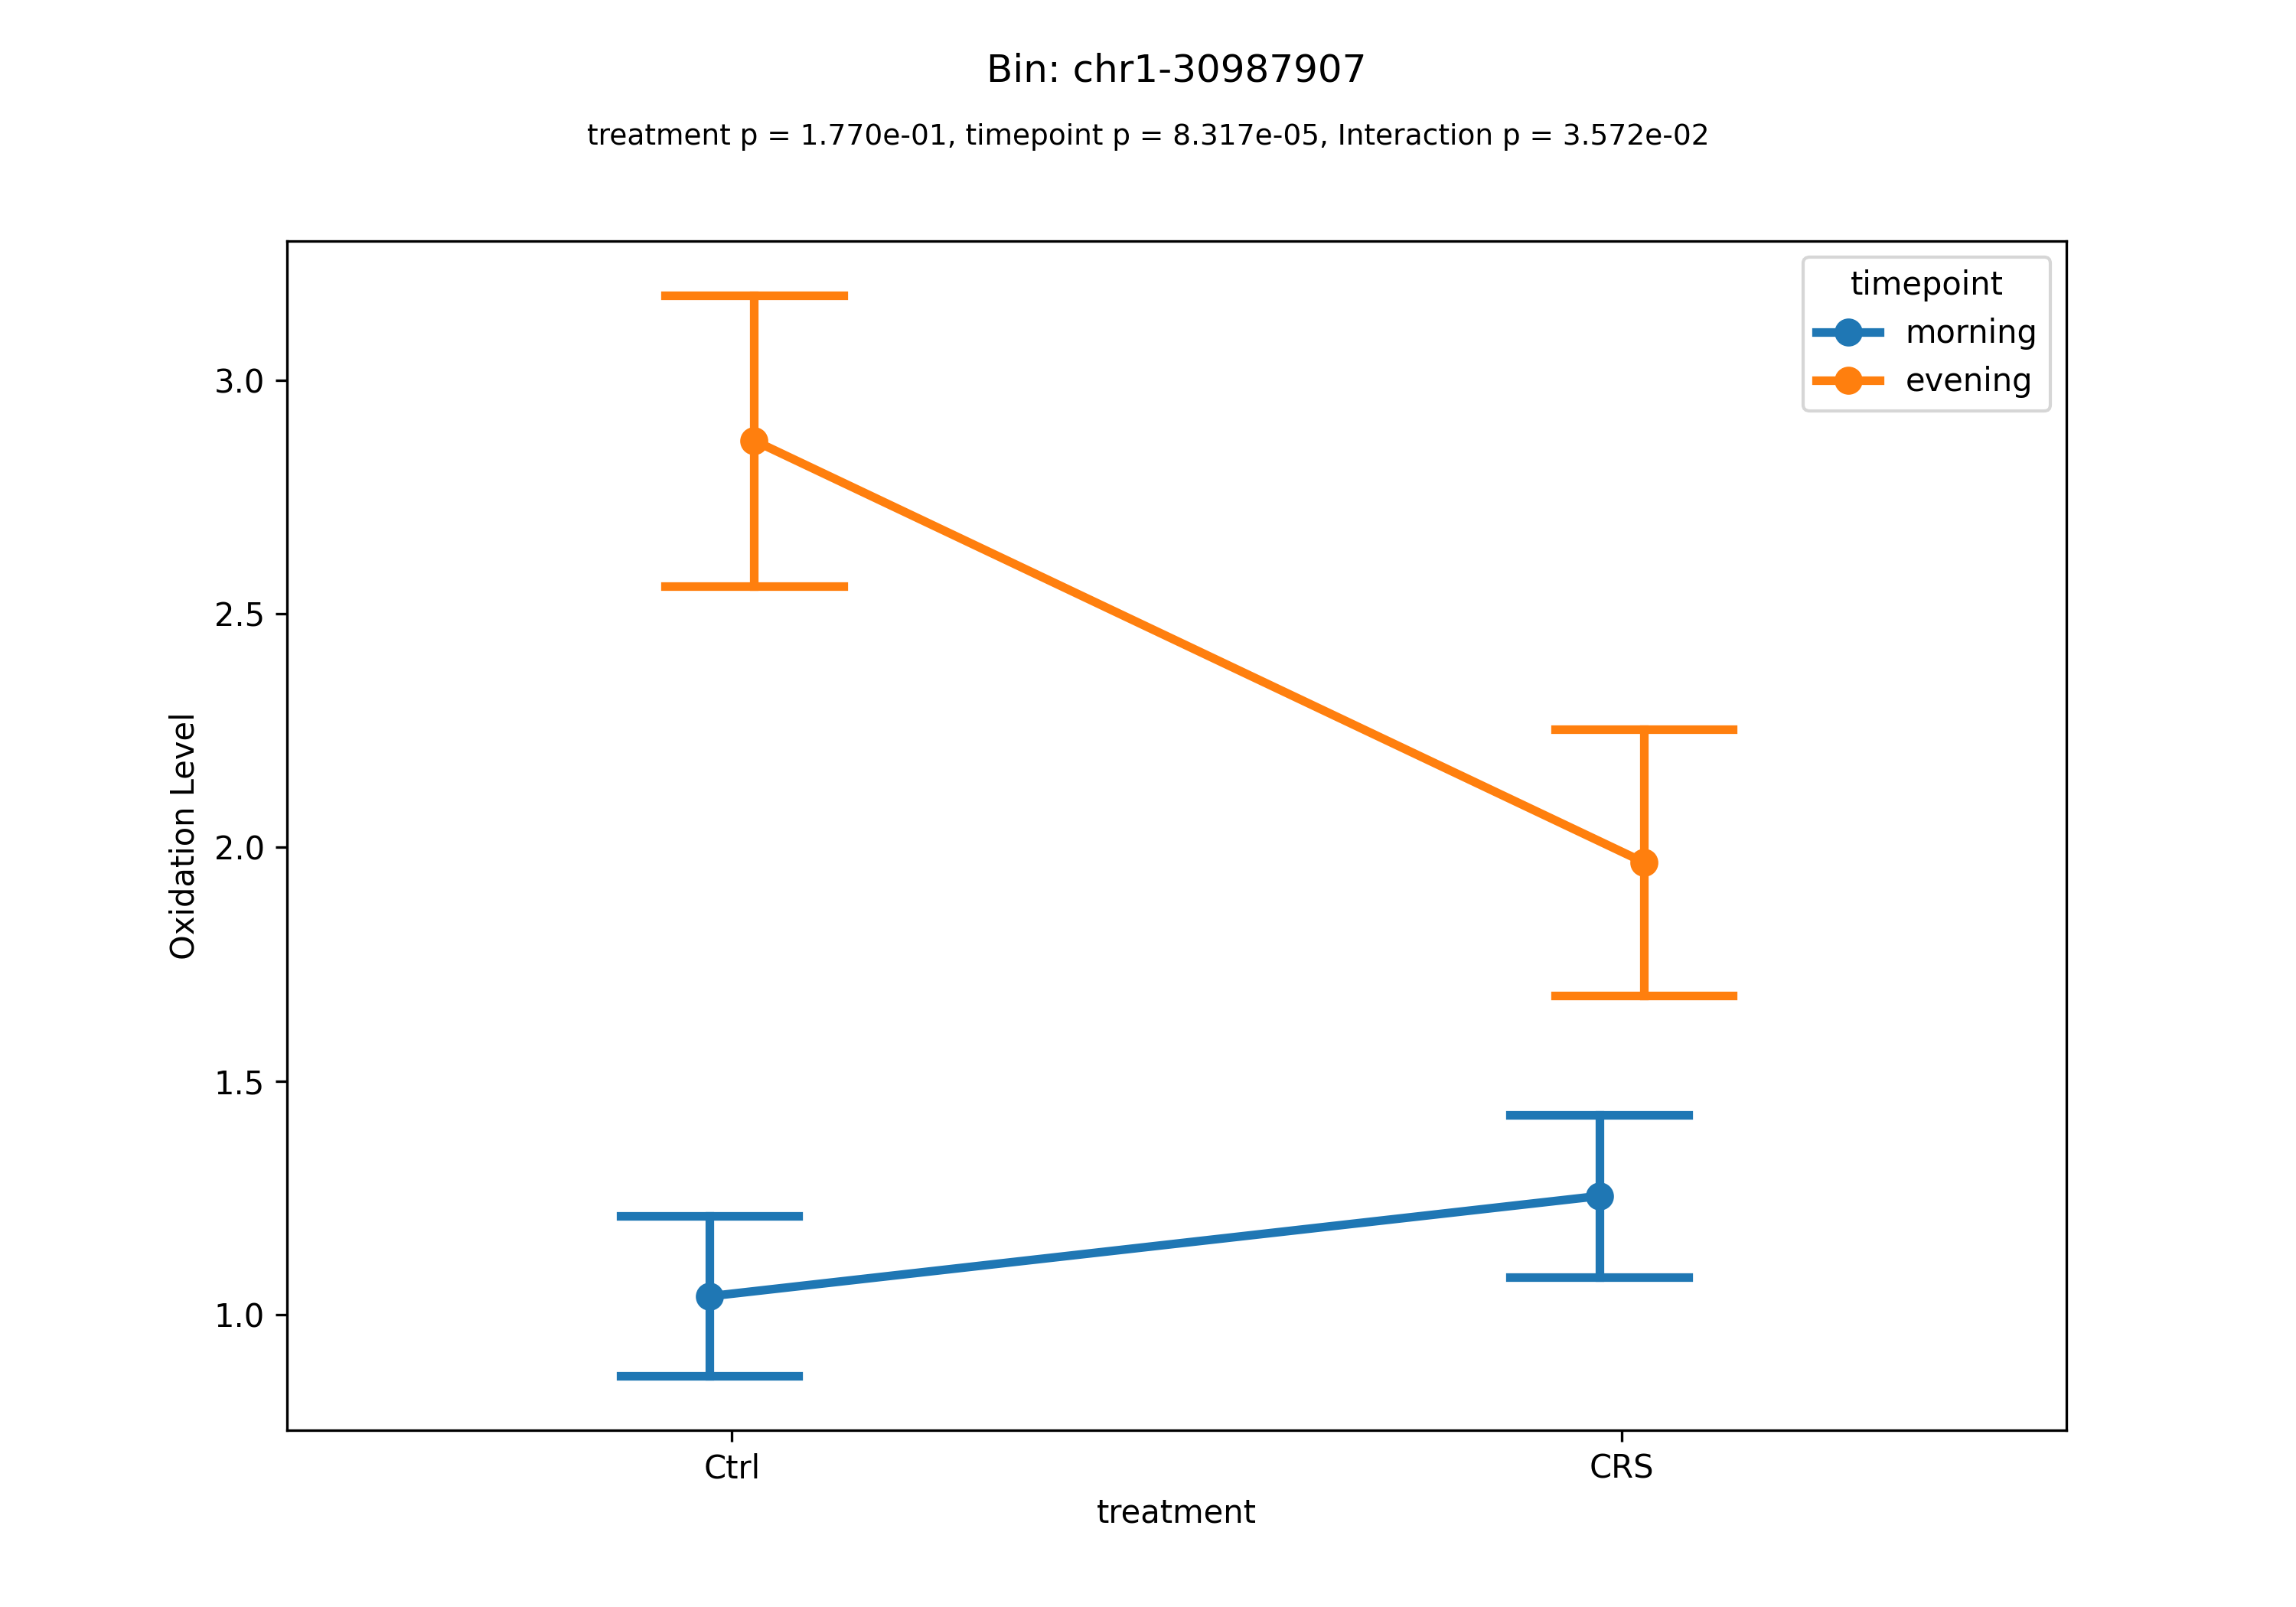 Bin: chr1-30987907
treatment p = 1.770e-01, timepoint p = 8.317e-05, Interaction p = 3.572e-02
timepoint
morning
evening
3.0
2.5
2.0
1.5
1.0
Oxidation Level
Ctrl
CRS
treatment